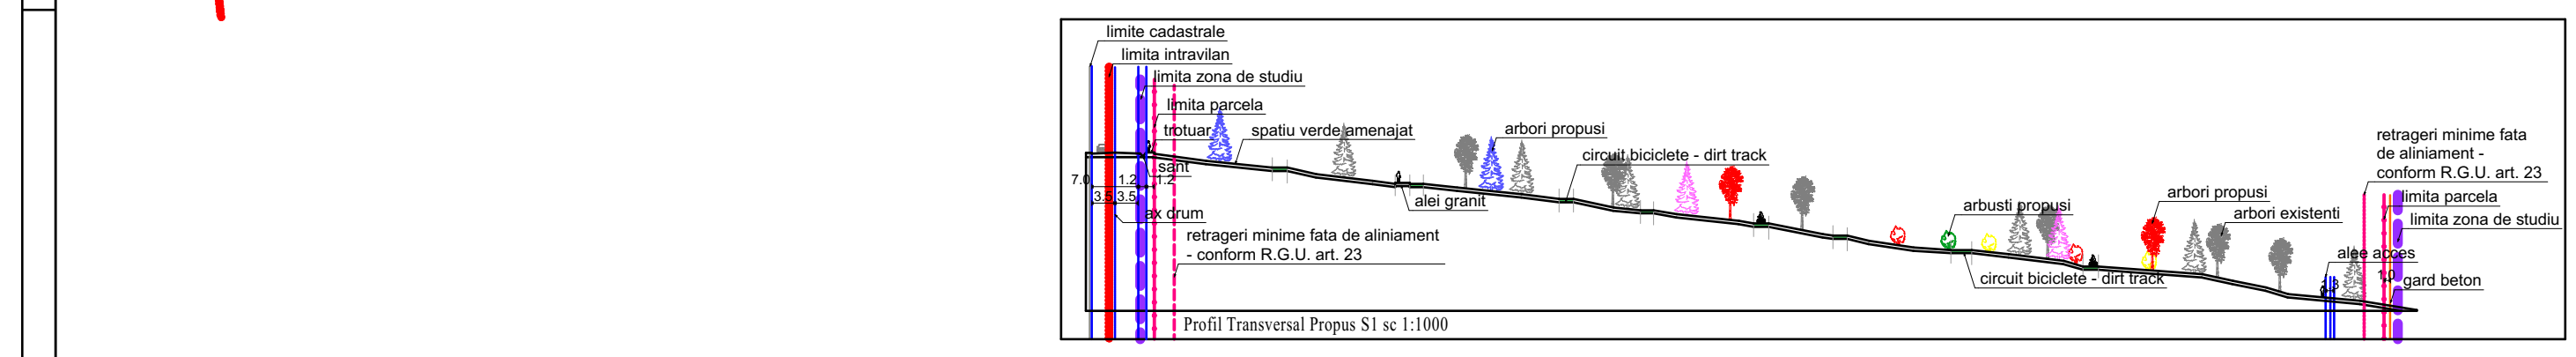 limite cadastrale
limita intravilan
limita zona de studiu
limita parcela
trotuar
spatiu verde amenajat
sant
7.0
1.2
1.2
3.5
3.5
ax drum
retrageri minime fata de aliniament
- conform R.G.U. art. 23
alei granit
arbori propusi
circuit biciclete - dirt track
arbusti propusi
circuit biciclete - dirt track
arbori propusi
arbori existenti
alee acces
retrageri minime fata
de aliniament -
conform R.G.U. art. 23
limita parcela
limita zona de studiu
1.0
gard beton
Profil Transversal Propus S1 sc 1:1000